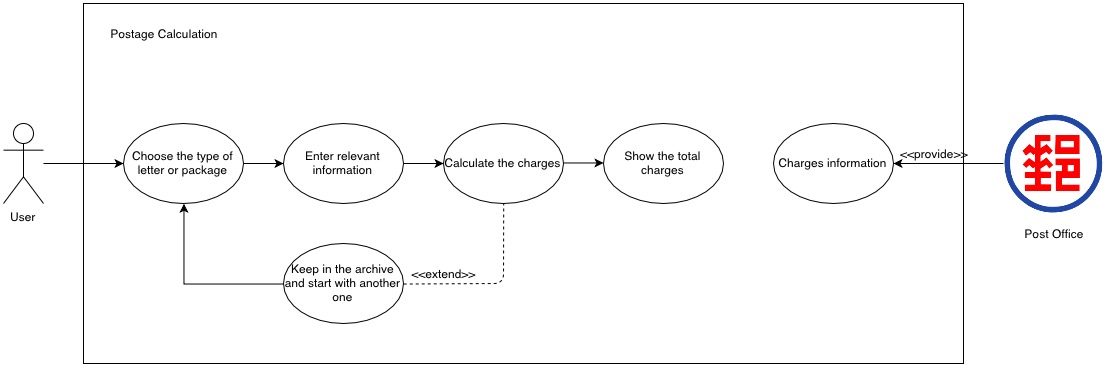 Postage Calculation
User
Choose the type of
letter or package
Enter relevant
information
Calculate the charges
Show the total
charges
Charges information
<<provide>>
郵
Post Office
Keep in the archive
and start with another
one
<<extend>>